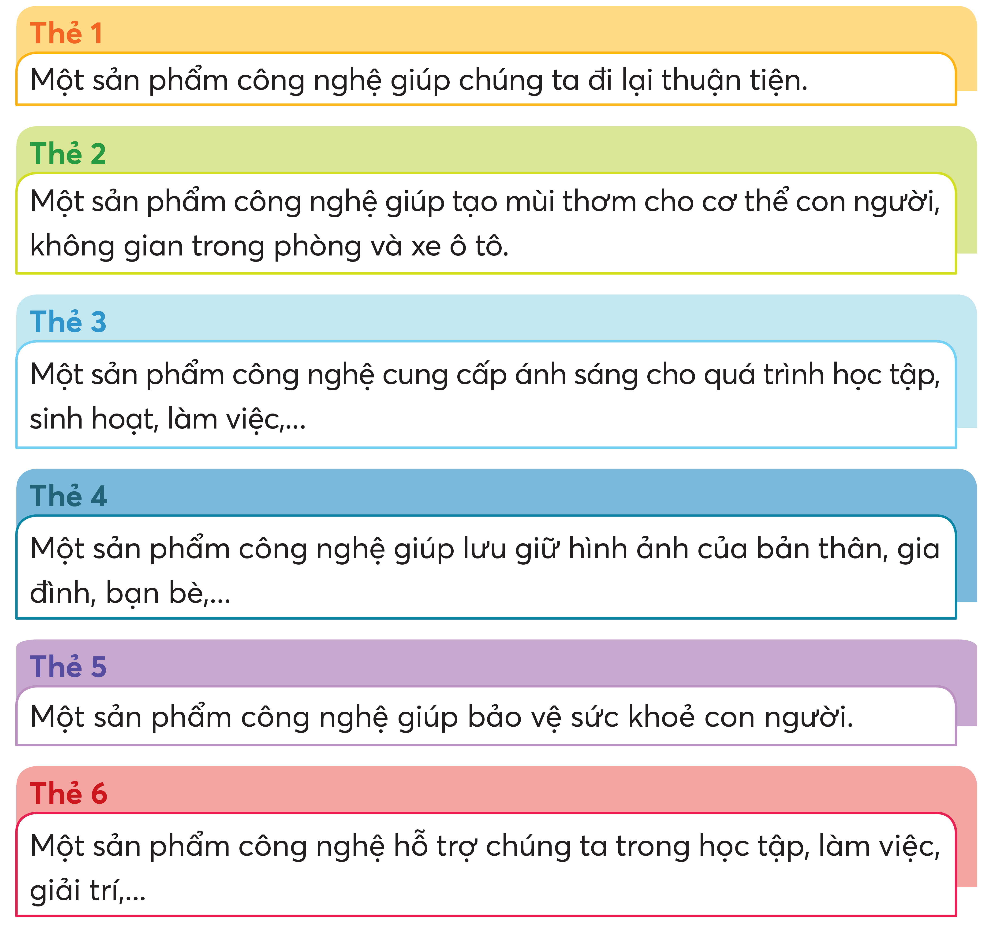 Thẻ 1
Một sản phẩm công nghệ giúp chúng ta đi lại thuận tiện.
Thẻ 2
Một sản phẩm công nghệ giúp tạo mùi thơm cho cơ thể con người,
không gian trong phòng và xe ô tô.
Thẻ 3
Một sản phẩm công nghệ cung cấp ánh sáng cho quá trình học tập,
sinh hoạt, làm việc,...
Thẻ 4
Một sản phẩm công nghệ giúp lưu giữ hình ảnh của bản thân, gia
đình, bạn bè,...
Thẻ 5
Một sản phẩm công nghệ giúp bảo vệ sức khoẻ con người.
Thẻ 6
Một sản phẩm công nghệ hỗ trợ chúng ta trong học tập, làm việc,
giải trí,...